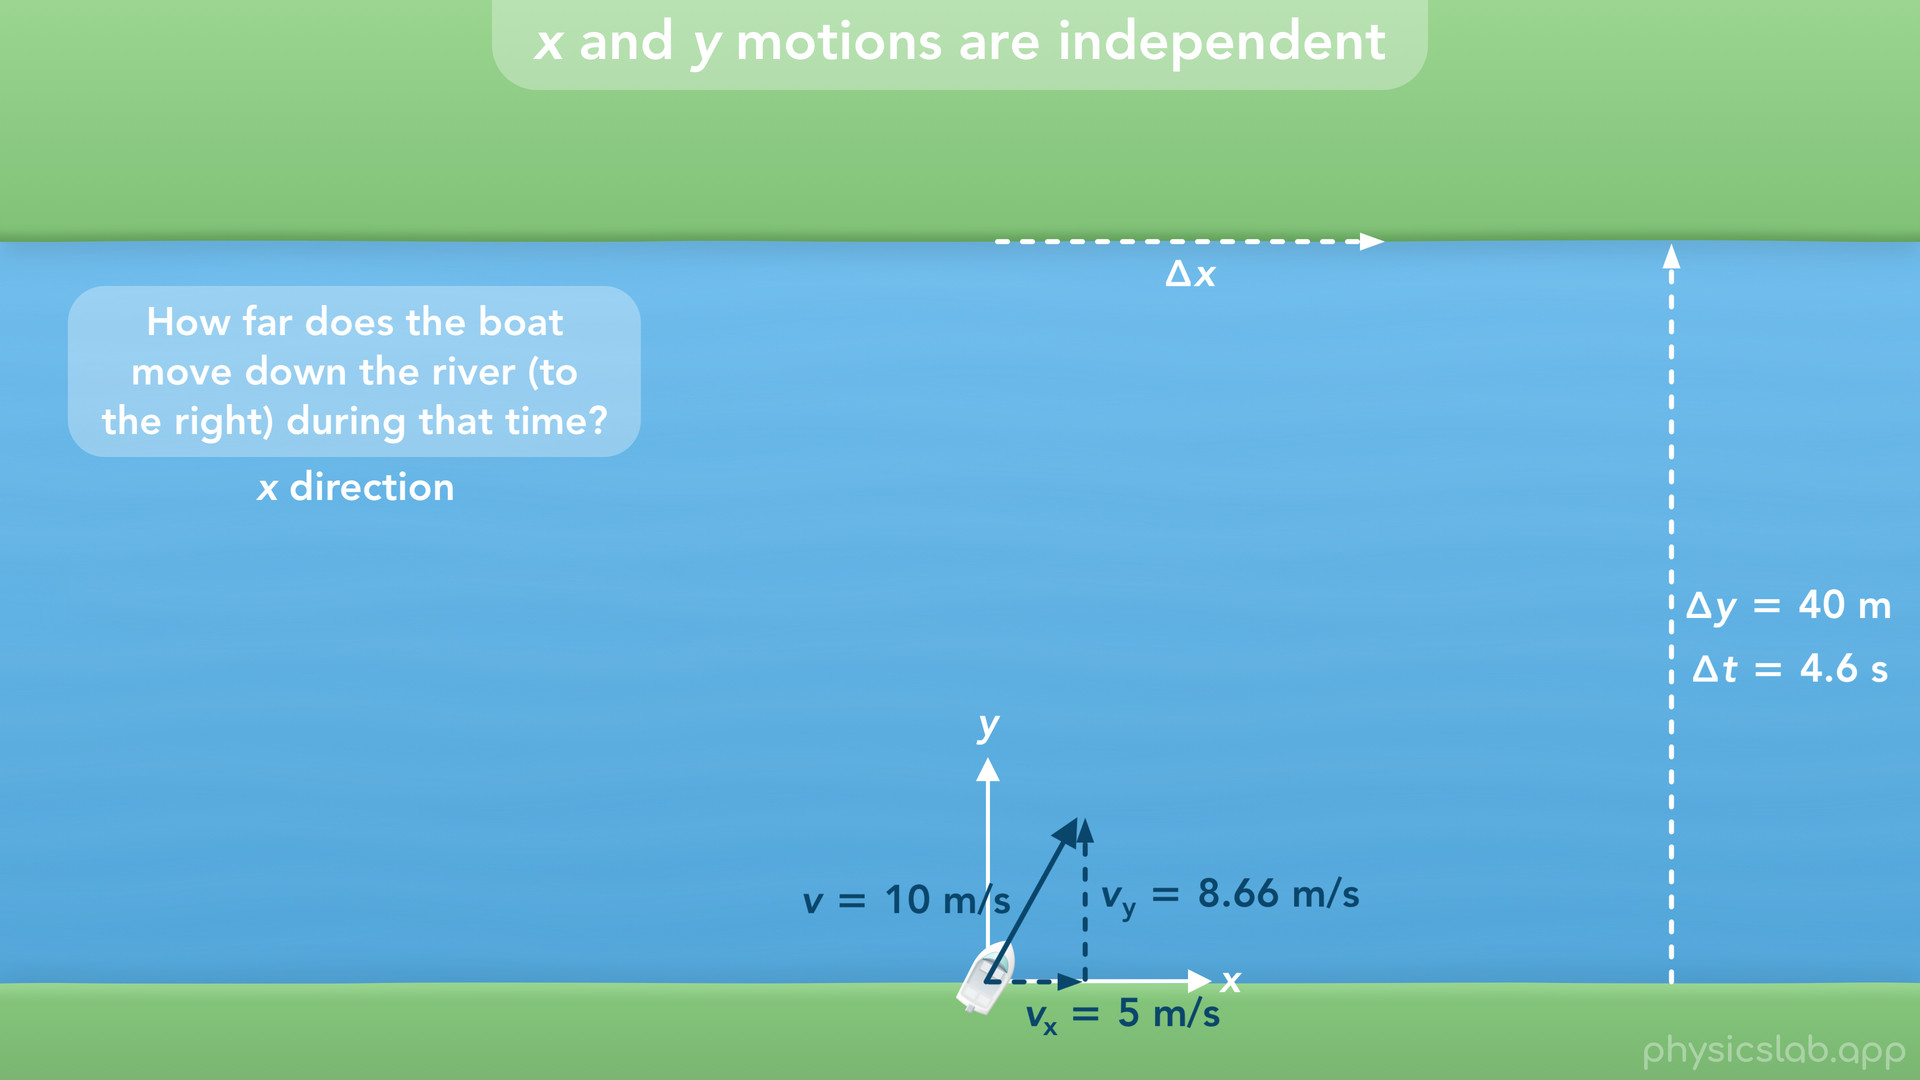 x and y motions are independent
Δx
How far does the boat
move down the river (to
the right) during that time?
x direction
Δy = 40 m
Δt = 4.6 s
y
v = 10 m/s
vy = 8.66 m/s
x
vx = 5 m/s
physicslab.app